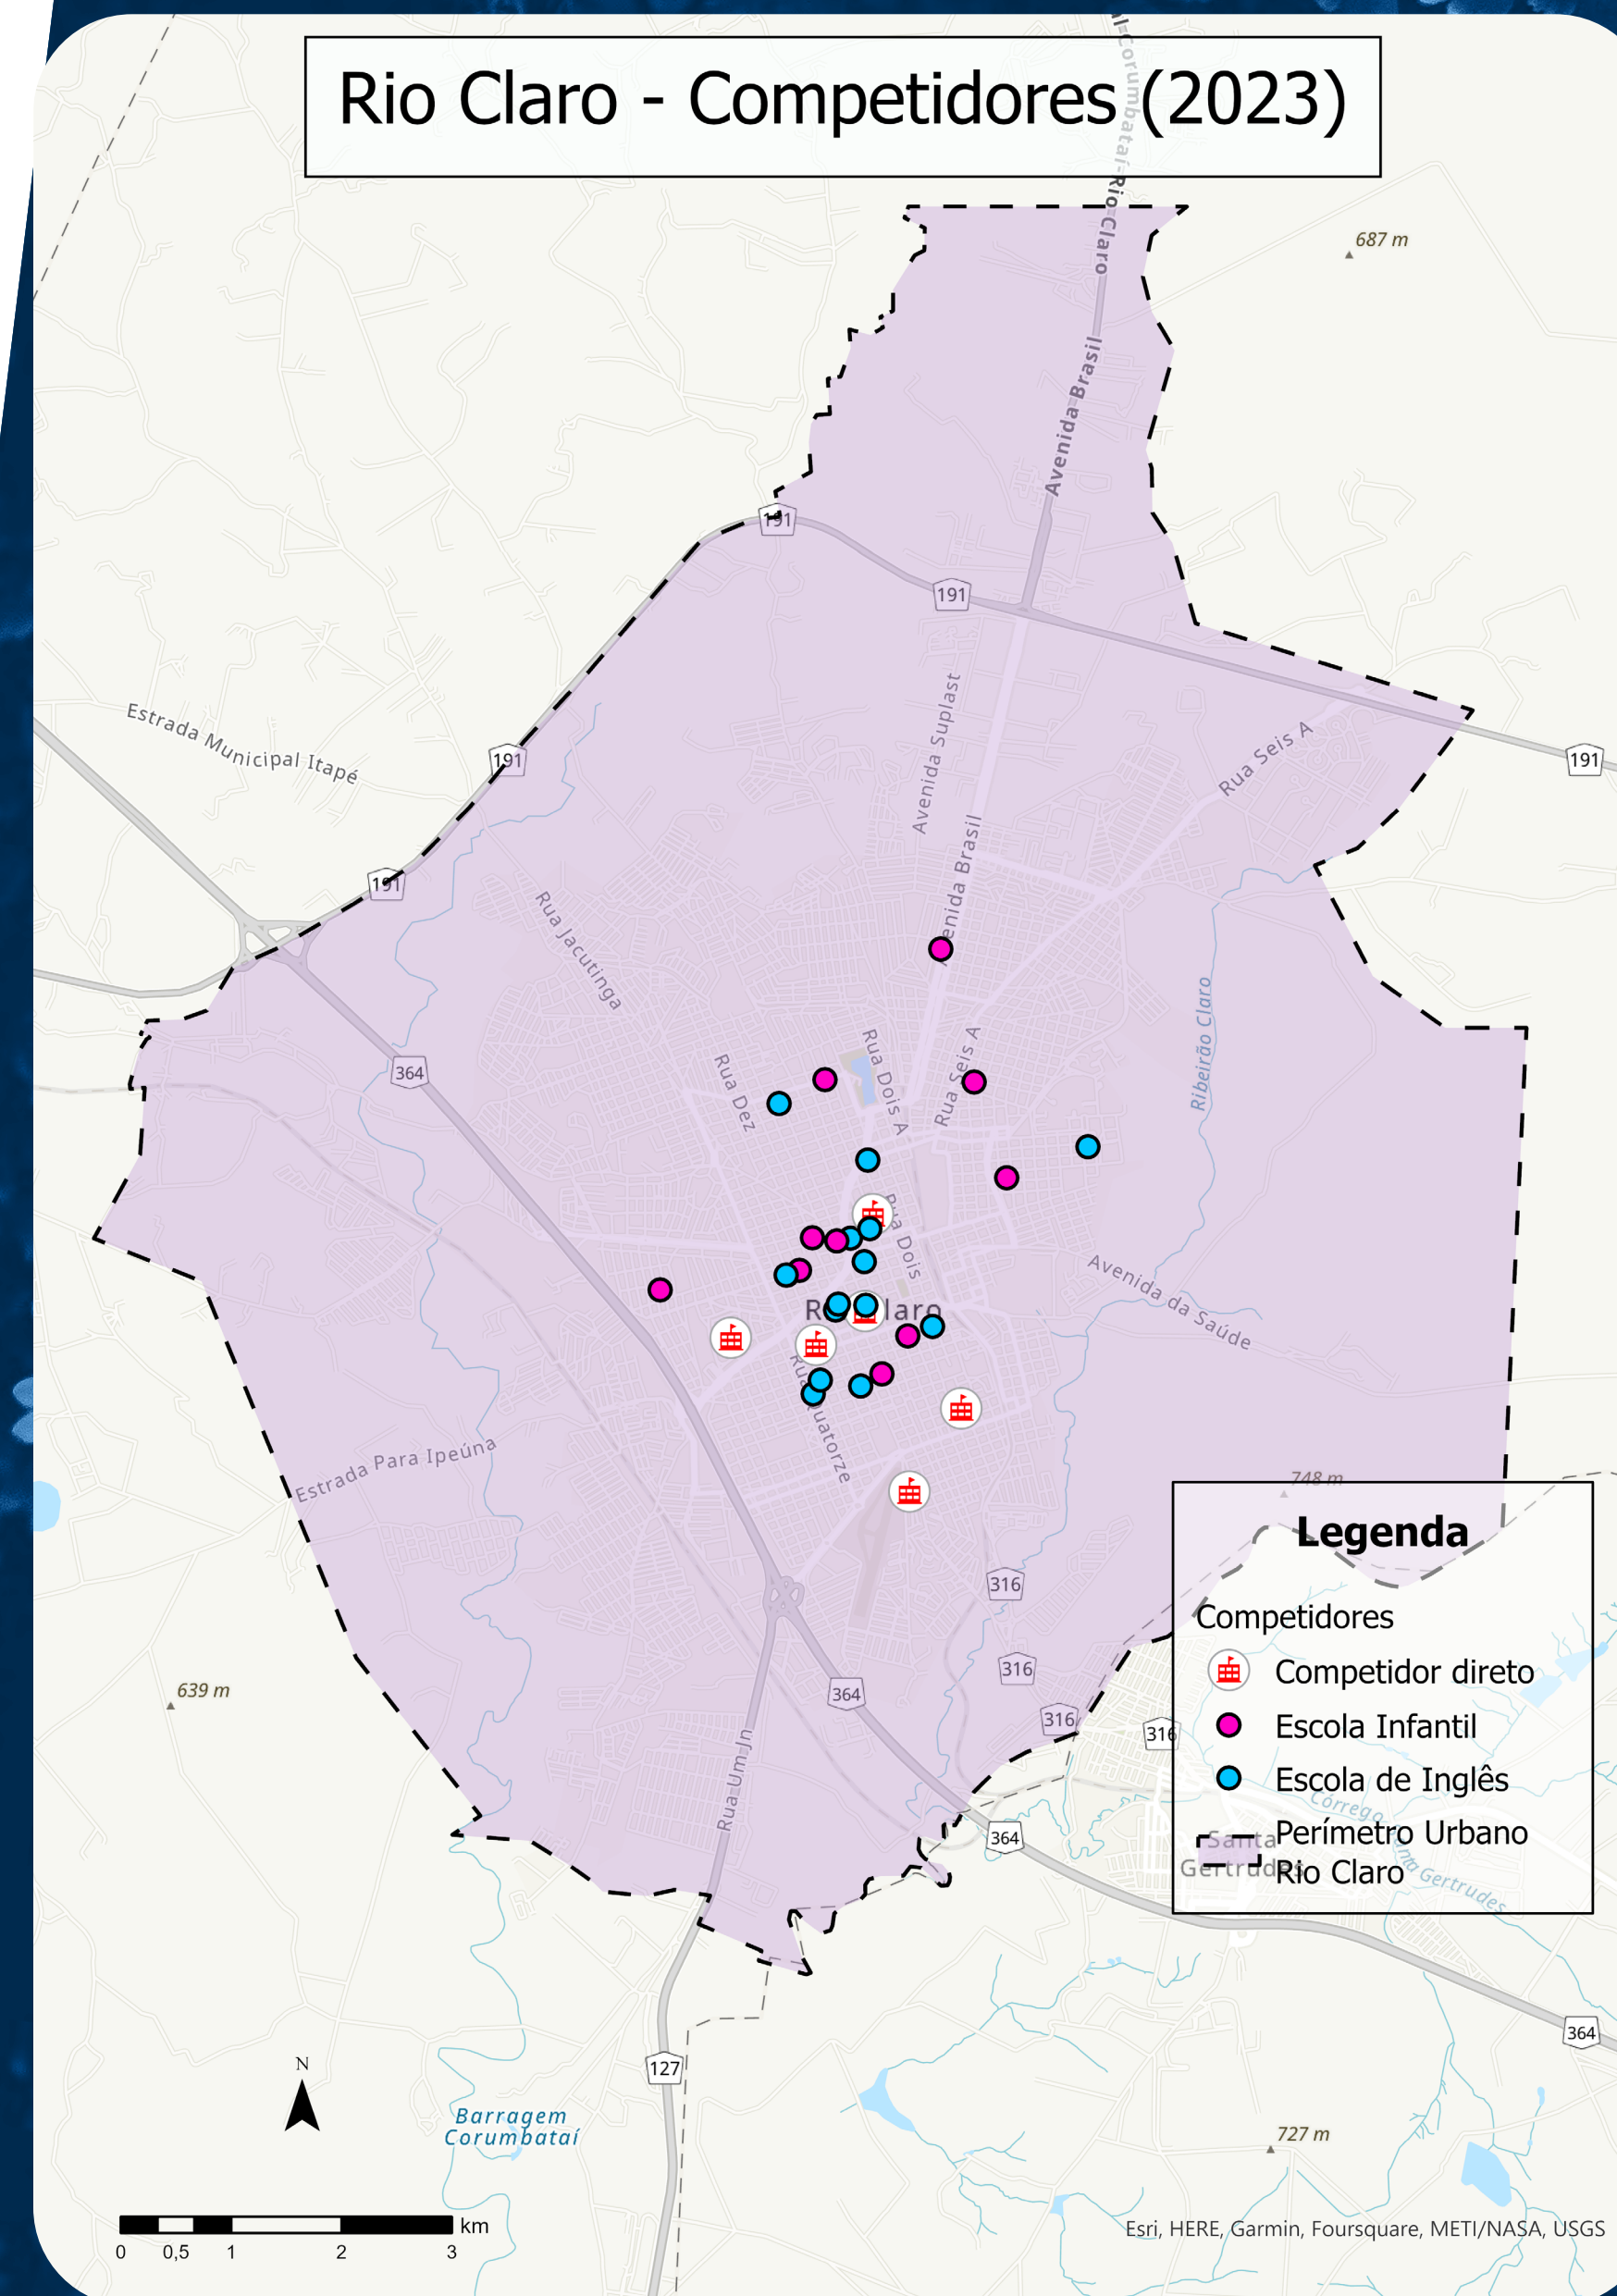 Rio Claro - Competidores (2023)
al-Corumbataí-Rio Claro
687 m
Avenida Brasil
191
191
Avenida Suplast
Rua Seis A
Estrada Municipal Itapé
191
191
Avenida Brasil
191
Rua Jacutinga
Ribeirão Claro
364
Rua Dez
Rua Dois A
Rua Seis A
Rua Dois
Avenida da Saúde
Rio Claro
Rua Quatorze
Estrada Para Ipeúna
748 m
316
316
316
316
364
639 m
Rua Um Jn
364
Legenda
Competidores
Competidor direto
Escola Infantil
Escola de Inglês
Perímetro Urbano
Rio Claro
Santa
Gertrudes
Córrego Santa Gertrudes
364
127
N
Barragem
Corumbataí
727 m
km
0 0,5 1 2 3
Esri, HERE, Garmin, Foursquare, METI/NASA, USGS